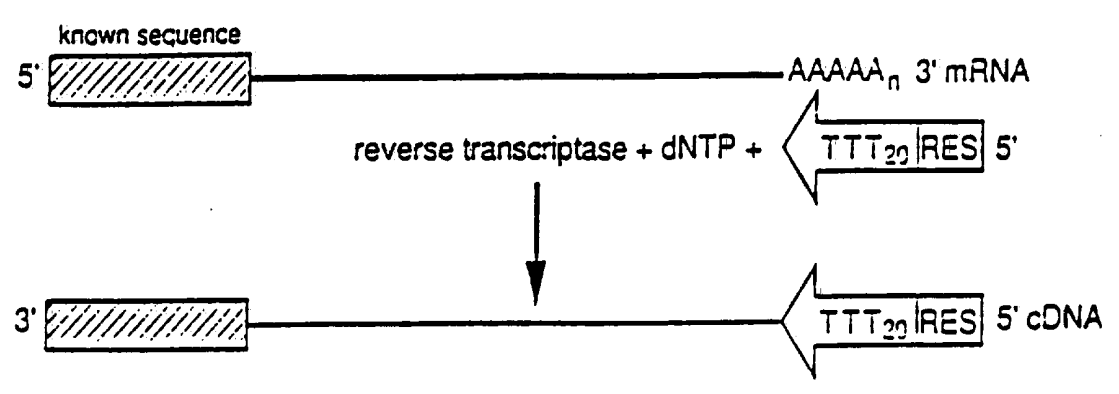 known sequence
5' AAAAAn 3' mRNA
reverse transcriptase + dNTP + TTT20 RES 5'
3' TTT20 RES 5' cDNA